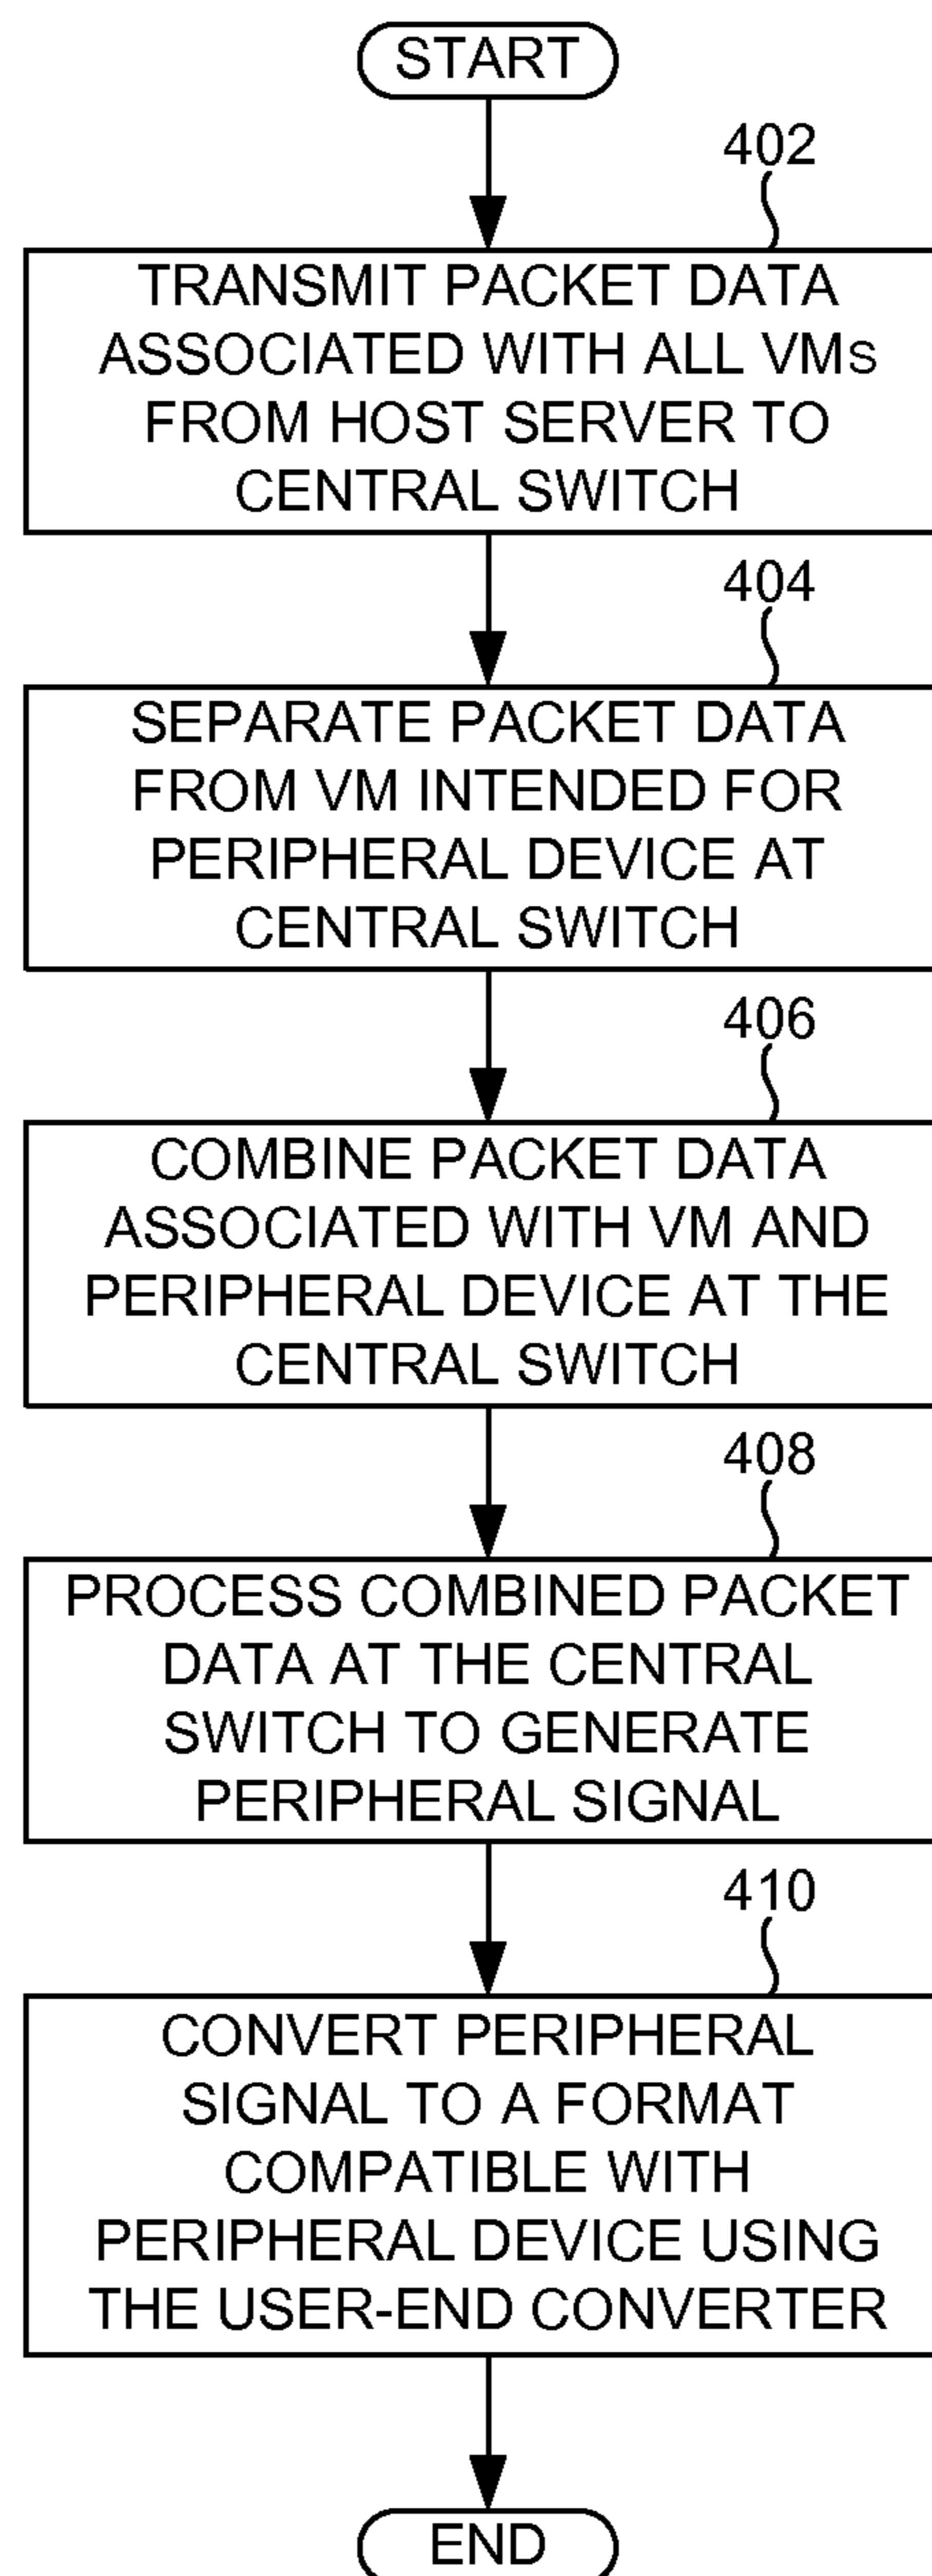 START
402
TRANSMIT PACKET DATA
ASSOCIATED WITH ALL VMs
FROM HOST SERVER TO
CENTRAL SWITCH
404
SEPARATE PACKET DATA
FROM VM INTENDED FOR
PERIPHERAL DEVICE AT
CENTRAL SWITCH
406
COMBINE PACKET DATA
ASSOCIATED WITH VM AND
PERIPHERAL DEVICE AT THE
CENTRAL SWITCH
408
PROCESS COMBINED PACKET
DATA AT THE CENTRAL
SWITCH TO GENERATE
PERIPHERAL SIGNAL
410
CONVERT PERIPHERAL
SIGNAL TO A FORMAT
COMPATIBLE WITH
PERIPHERAL DEVICE USING
THE USER-END CONVERTER
END